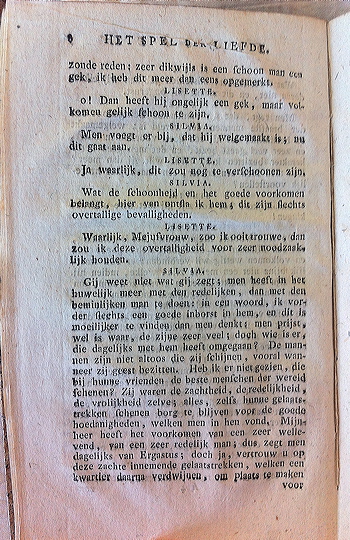 6 HET SPEL DER LIEFDE.
zonde reden; zeer dikwijls is een schoon man een
gek, ik heb dit meer dan eens opgemerkt.
LISETTE.
o! Dan heeft hij ongelijk een gek, maar vol-
komen gelijk schoon te zijn,
SILVIA.
Men voegt er bij, dat hij welgemaakt is; nu
dit gaat aan.
LISETTE.
Ja waarlijk, dit zou nog te verschoonen zijn,
SILVIA.
Wat de schoonheid en het goede voorkomen
belangt, hier van ontsla ik hem; dit zijn slechts
overtallige bevalligheden.
LISETTE.
Waarlijk, Mejufvrouw, zoo ik ooit trouwe, dan
zou ik deze overtalligheid voor zeer noodzaak-
lijk houden.
SILVIA.
Gij weet niet wat gij zegt; men heeft in het
huwelijk meer met den redelijken, dan met den
beminlijken man te doen: in een woord, ik vor-
der slechts een goede inborst in hem, en dit is
moeilijker te vinden dan men denkt: men prijst,
wel is waar, de zijne zeer veel; doch wie is er,
die dagelijks met hem heeft omgegaan? De man-
nen zijn niet altoos die zij schijnen, vooral wan-
neer zij geest bezitten. Heb ik er niet gezien, die
bij hunne vrienden de beste menschen der wereld
schenen? Zij waren de zachtheid, de redelijkheid,
de vrolijkheid zelve; alles, zelfs hunne gelaats-
trekken schenen borg te blijven voor de goede
hoedanigheden, welken men in hen vond. Mijn-
heer heeft het voorkomen van een zeer welle-
vend, van een zeer redelijk man; dus zegt men
dagelijks van Ergastus; doch ja, vertrouw u op
deze zachte innemende gelaatstrekken, welken een
kwartier daarna verdwijnen, om plaats te maken
voor